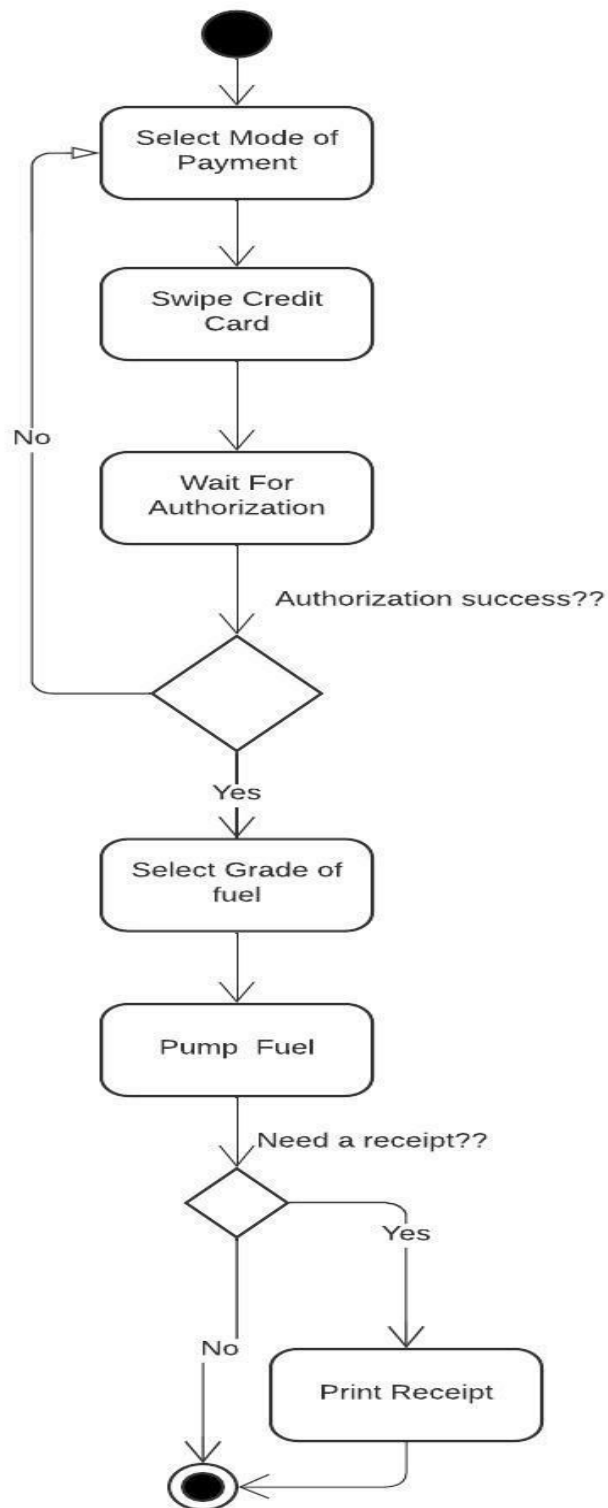 Select Mode of
Payment
Swipe Credit
Card
No
Wait For
Authorization
Authorization success??
Yes
Select Grade of
fuel
Pump Fuel
Need a receipt??
Yes
No
Print Receipt